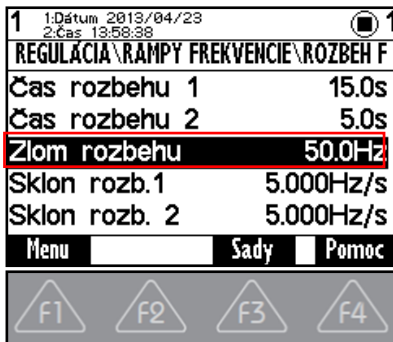 1 1:Dátum 2013/04/23 1
2:Čas 13:58:38
REGULÁCIA\RAMPY FREKVENCIE\ROZBEH F
Čas rozbehu 1 15.0s
Čas rozbehu 2 5.0s
Zlom rozbehu 50.0Hz
Sklon rozb.1 5.000Hz/s
Sklon rozb. 2 5.000Hz/s
Menu Sady Pomoc
F1 F2 F3 F4